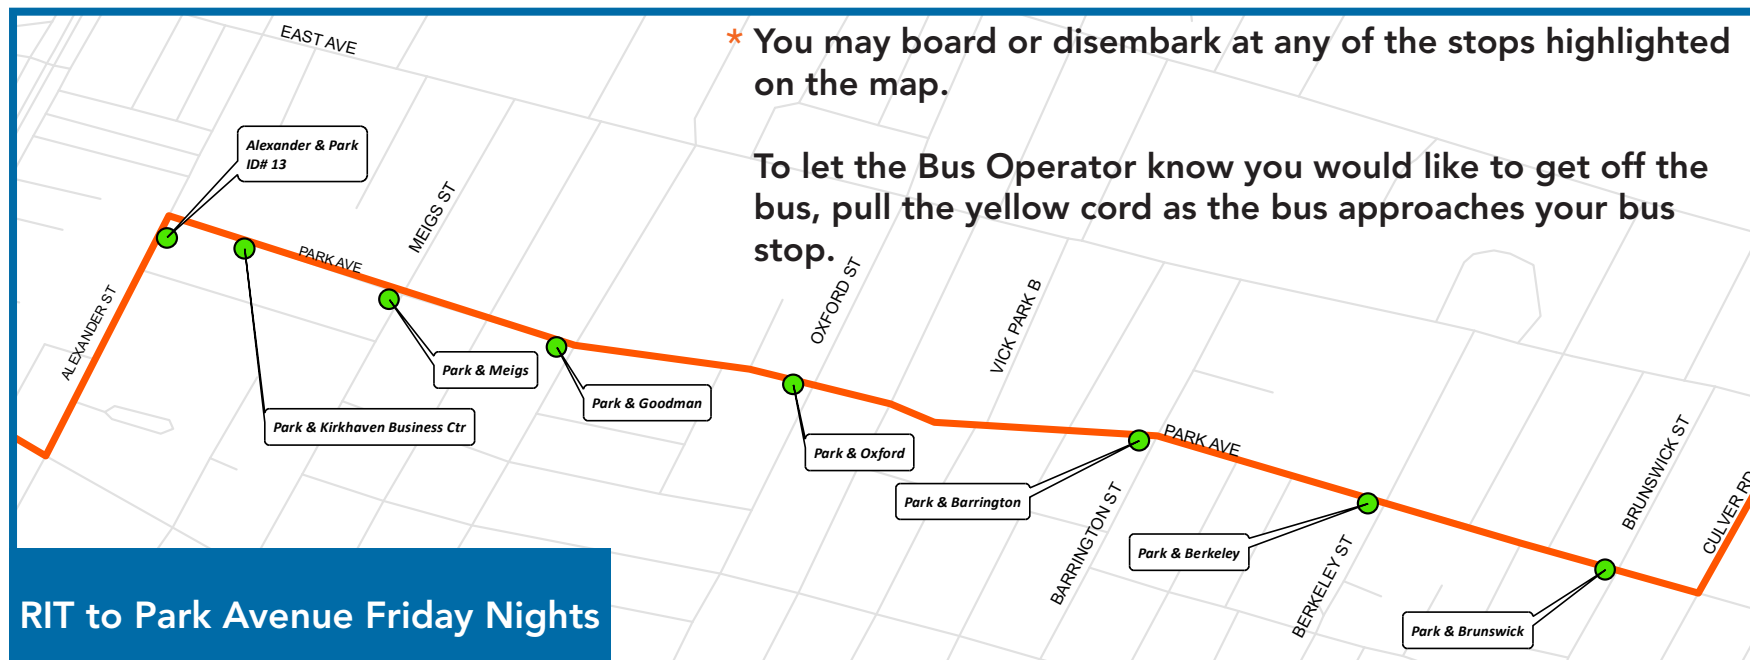 * You may board or disembark at any of the stops highlighted
on the map.
To let the Bus Operator know you would like to get off the
bus, pull the yellow cord as the bus approaches your bus
stop.
EAST AVE
Alexander & Park
ID# 13
MEIGS ST
PARK AVE
ALEXANDER ST
OXFORD ST
VICK PARK B
Park & Meigs
Park & Goodman
Park & Kirkhaven Business Ctr
Park & Oxford
PARK AVE
Park & Barrington
BARRINGTON ST
Park & Berkeley
BERKELEY ST
BRUNSWICK ST
CULVER RD
Park & Brunswick
RIT to Park Avenue Friday Nights